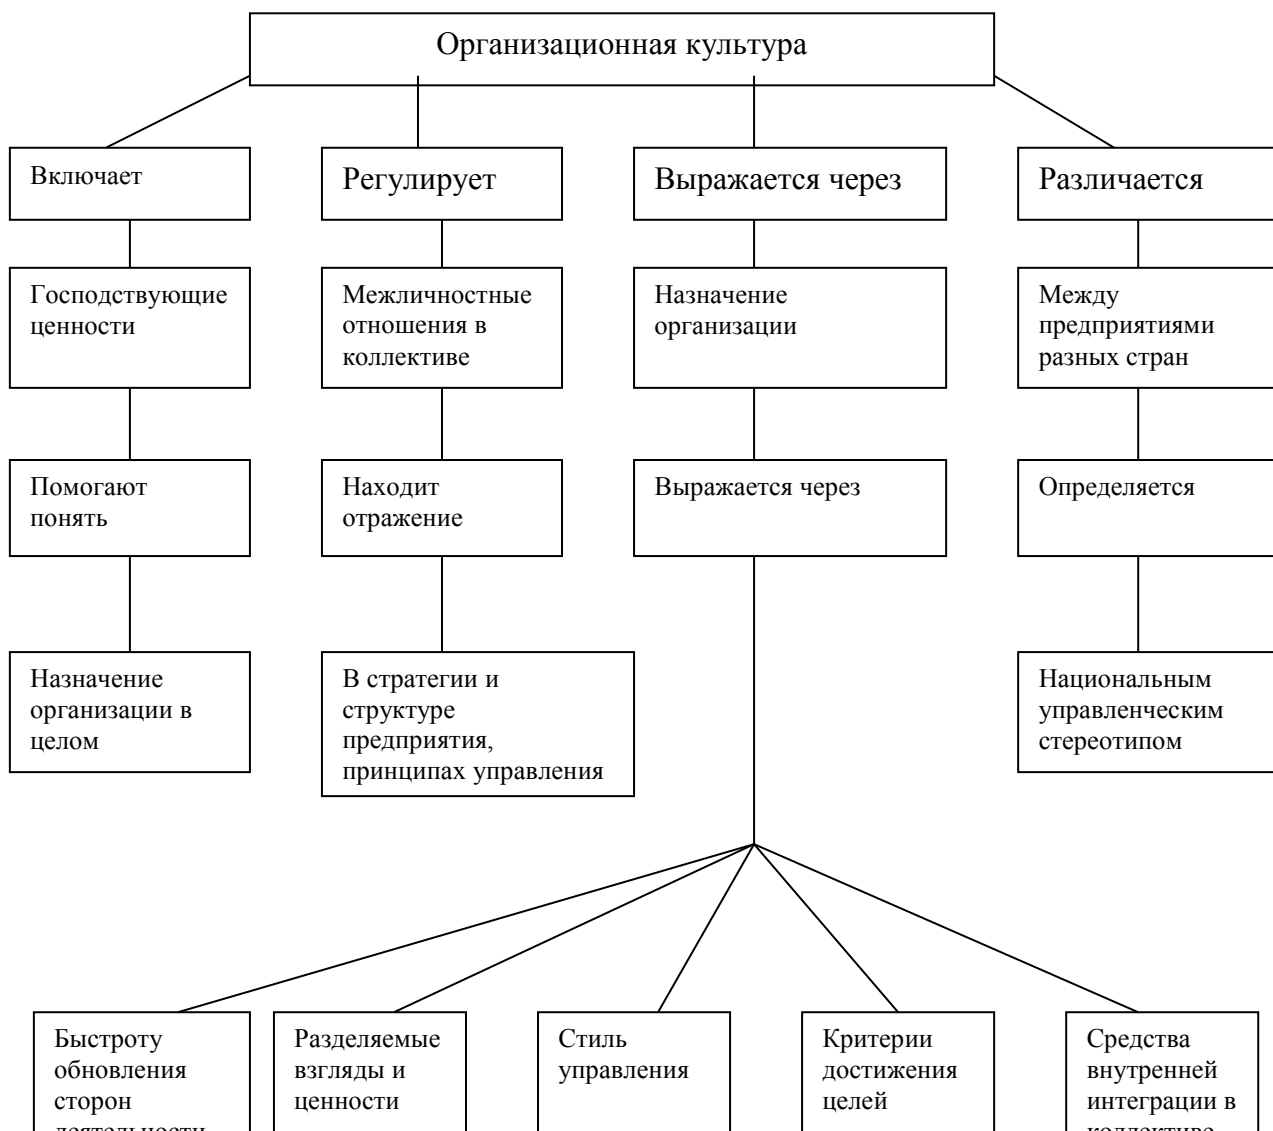 Организационная культура
Включает
Регулирует
Выражается через
Различается
Господствующие
ценности
Межличностные
отношения в
коллективе
Назначение
организации
Между
предприятиями
разных стран
Помогают
понять
Находит
отражение
Выражается через
Определяется
Назначение
организации в
целом
В стратегии и
структуре
предприятия,
принципах управления
Национальным
управленческим
стереотипом
Быстроту
обновления
сторон
деятельности
Разделяемые
взгляды и
ценности
Стиль
управления
Критерии
достижения
целей
Средства
внутренней
интеграции в
коллективе